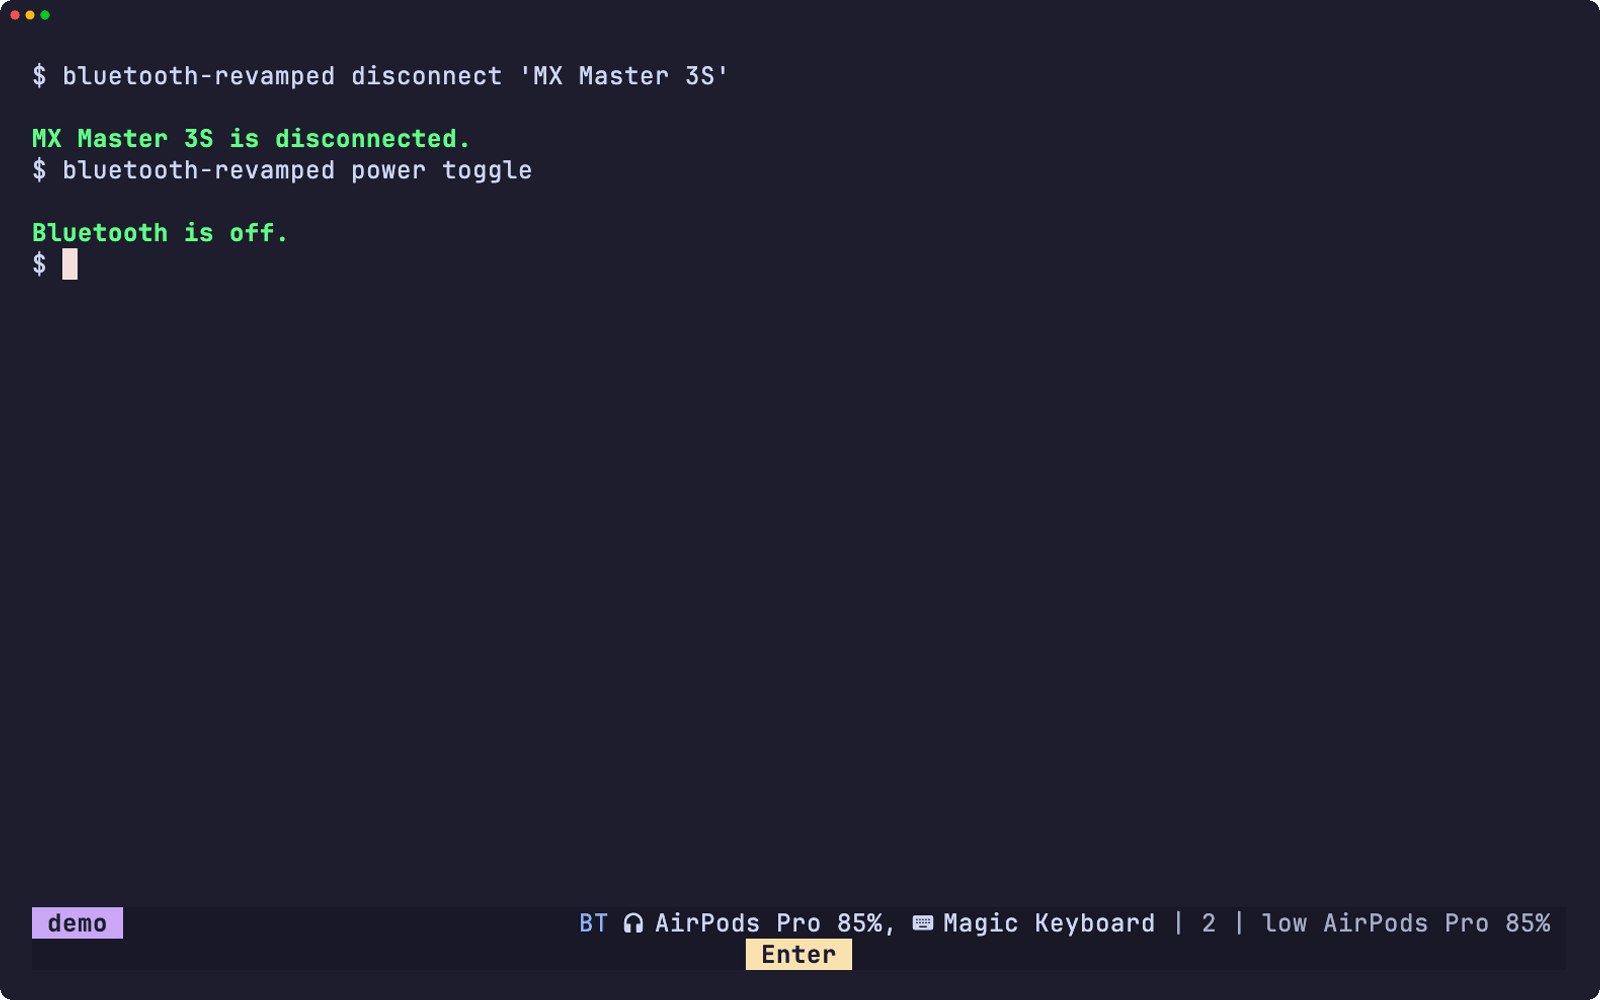 $ bluetooth-revamped disconnect 'MX Master 3S'
MX Master 3S is disconnected.
$ bluetooth-revamped power toggle
Bluetooth is off.
$
demo BT AirPods Pro 85%, Magic Keyboard | 2 | low AirPods Pro 85%
Enter